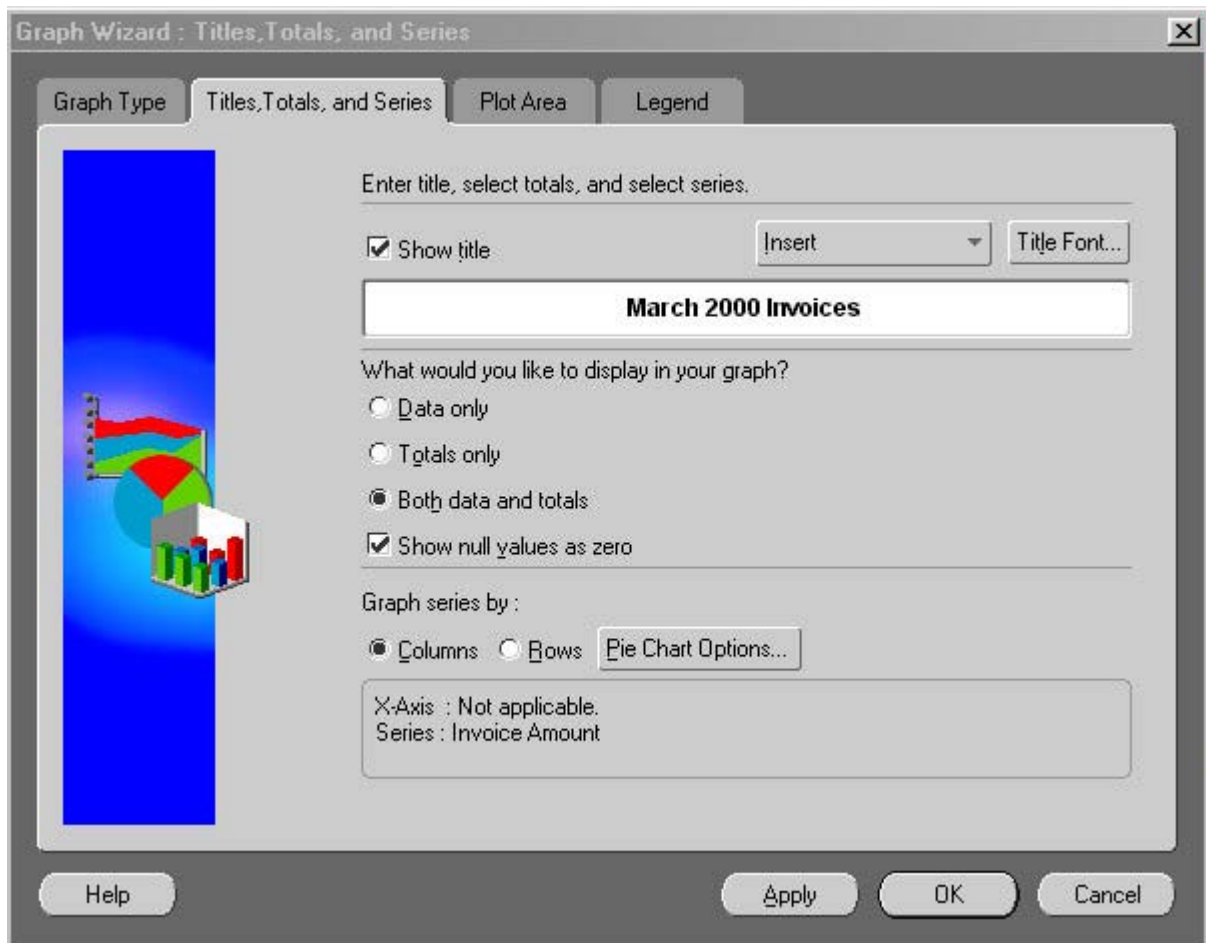 Graph Wizard : Titles,Totals, and Series
Graph Type Titles,Totals, and Series Plot Area Legend
Enter title, select totals, and select series.
Show title Insert Title Font...
March 2000 Invoices
What would you like to display in your graph?
Data only
Totals only
Both data and totals
Show null values as zero
Graph series by :
Columns Rows Pie Chart Options...
X-Axis : Not applicable.
Series : Invoice Amount
Help Apply OK Cancel